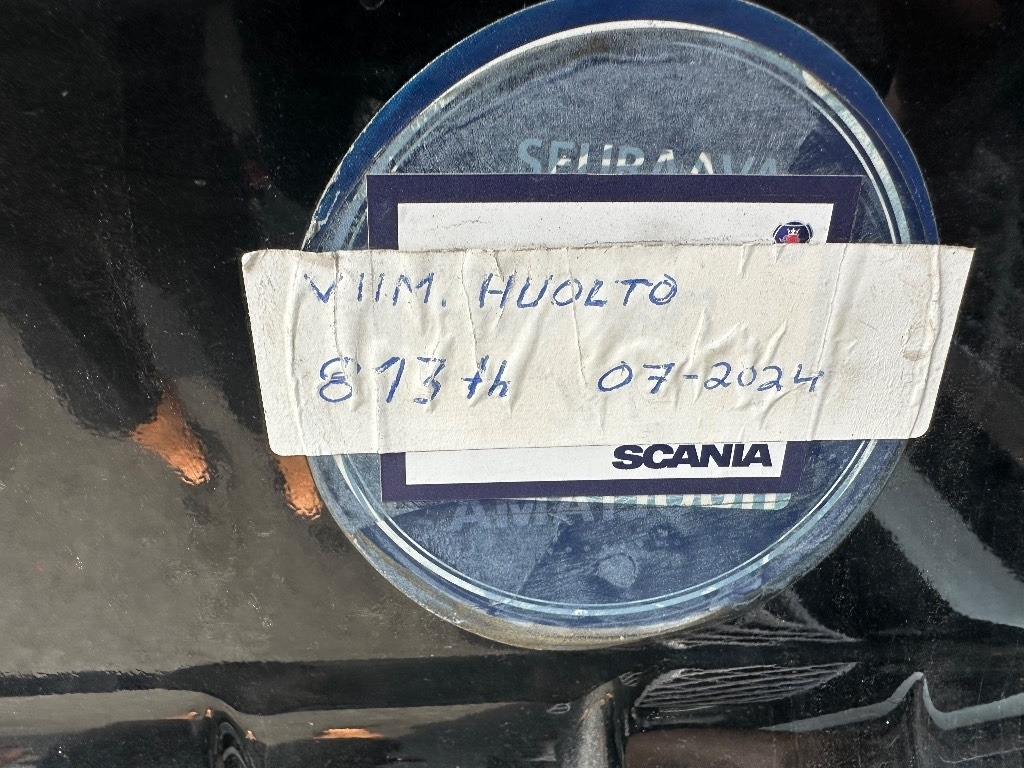 SEURAAVA
VIIM. HUOLTO
813th 07-2024
SCANIA